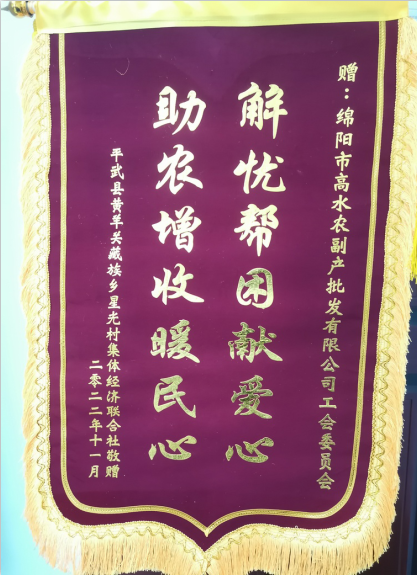 赠：绵阳市高水农副产批发有限公司工会委员会
解忧帮困献爱心
助农增收暖民心
平武县黄羊关藏族乡星光村集体经济联合社敬赠
二零二二年十一月